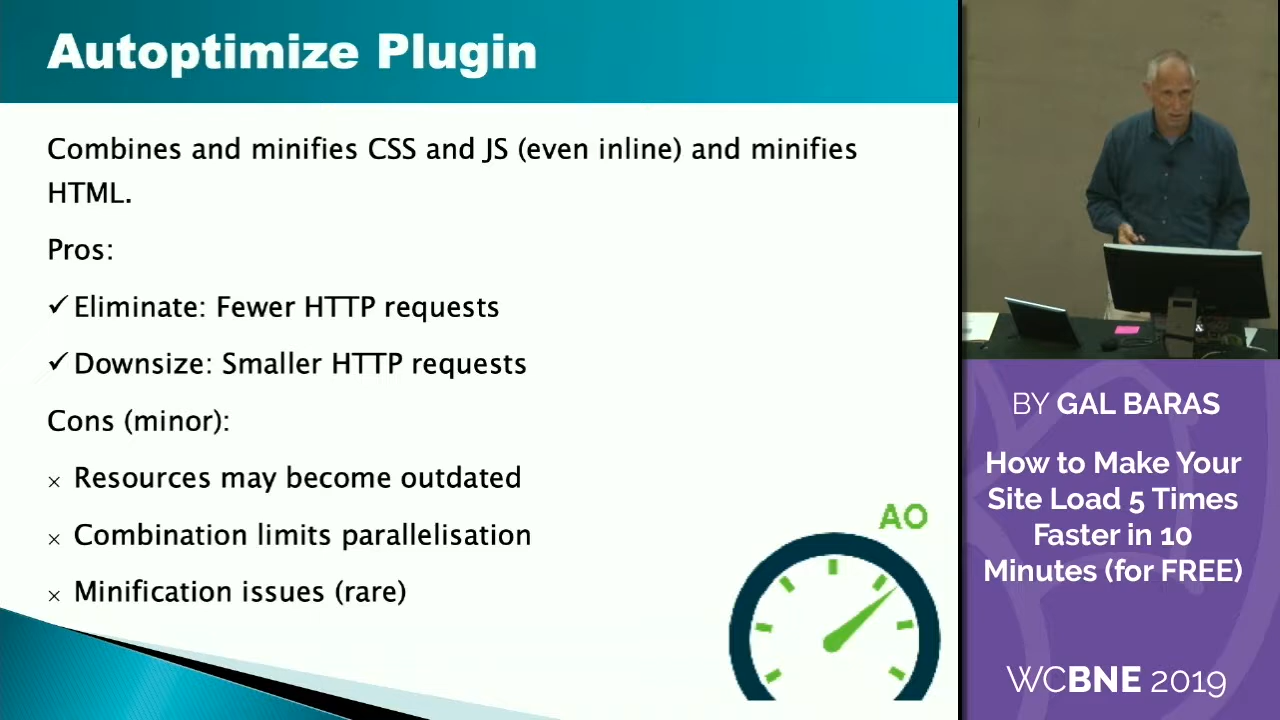 Autoptimize Plugin
Combines and minifies CSS and JS (even inline) and minifies
HTML.
Pros:
✓ Eliminate: Fewer HTTP requests
✓ Downsize: Smaller HTTP requests
Cons (minor):
× Resources may become outdated
× Combination limits parallelisation
× Minification issues (rare)
AO
BY GAL BARAS
How to Make Your
Site Load 5 Times
Faster in 10
Minutes (for FREE)
WCBNE 2019